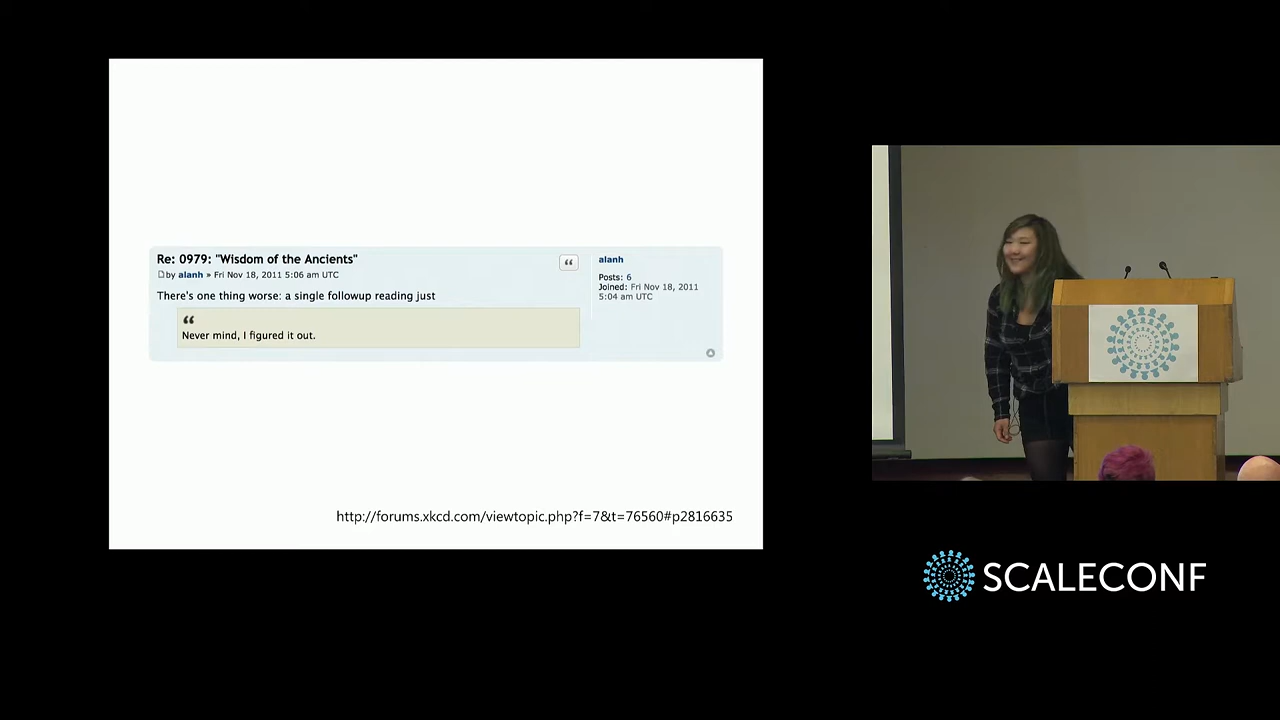 Re: 0979: "Wisdom of the Ancients"
by alanh » Fri Nov 18, 2011 5:06 am UTC
There's one thing worse: a single followup reading just
Never mind, I figured it out.
alanh
Posts: 6
Joined: Fri Nov 18, 2011
5:04 am UTC
http://forums.xkcd.com/viewtopic.php?f=7&t=76560#p2816635
SCALECONF